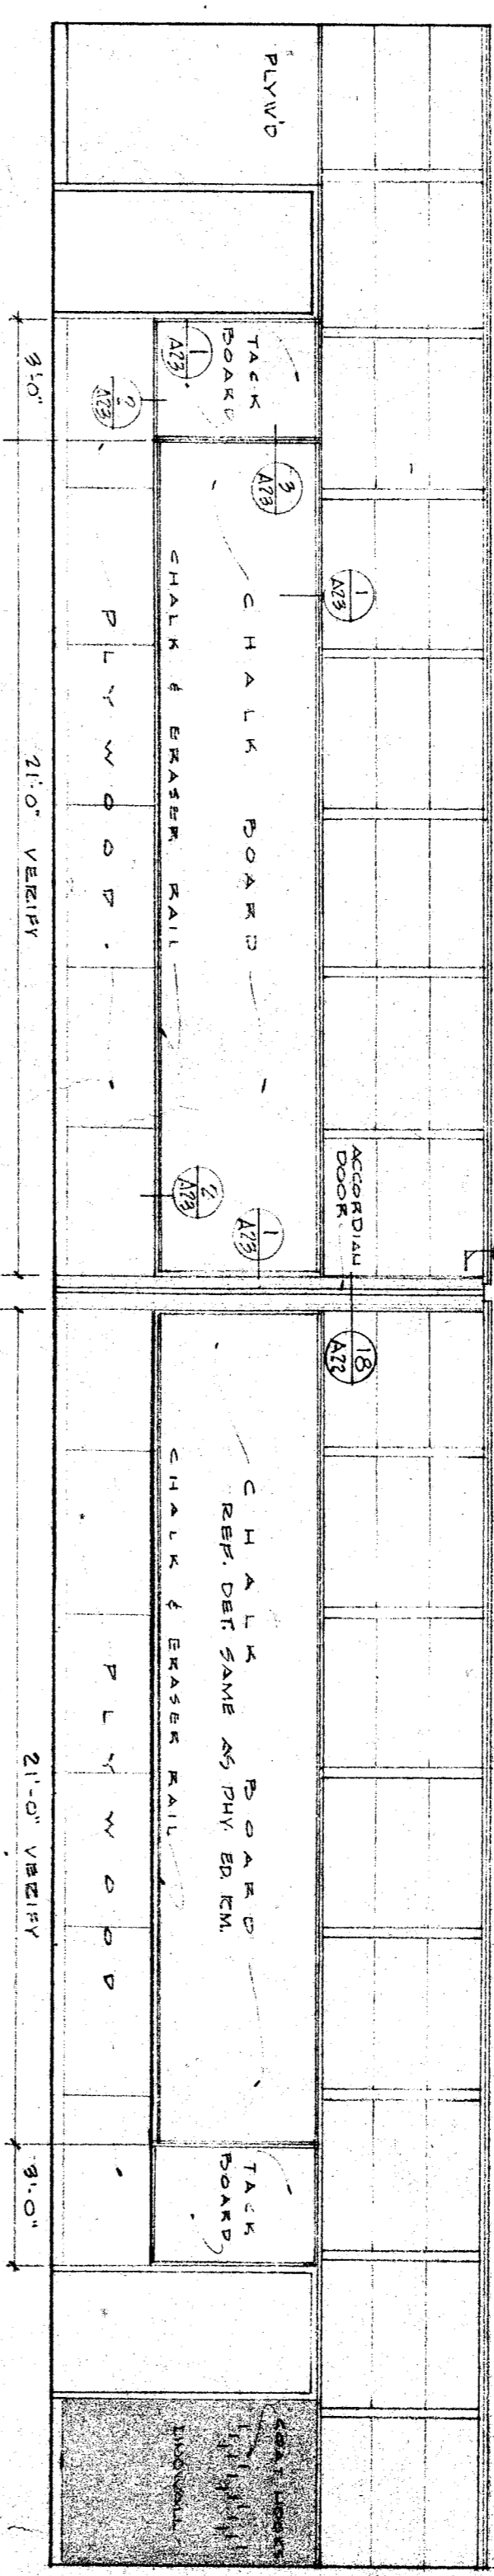 PLYW'D
TACK
BOARD
1
A23
2
A23
3
A23
1
A23
CHALK BOARD
CHALK & ERASER RAIL
PLYWOOD
2
A23
1
A23
ACCORDIAN
DOOR
18
A22
3'-0"
21'-0" VERIFY
CHALK BOARD
REF. DET. SAME AS PHY. ED. RM.
CHALK & ERASER RAIL
PLYWOOD
TACK
BOARD
21'-0" VERIFY
3'-0"
COAT HOOKS
LINOWALL